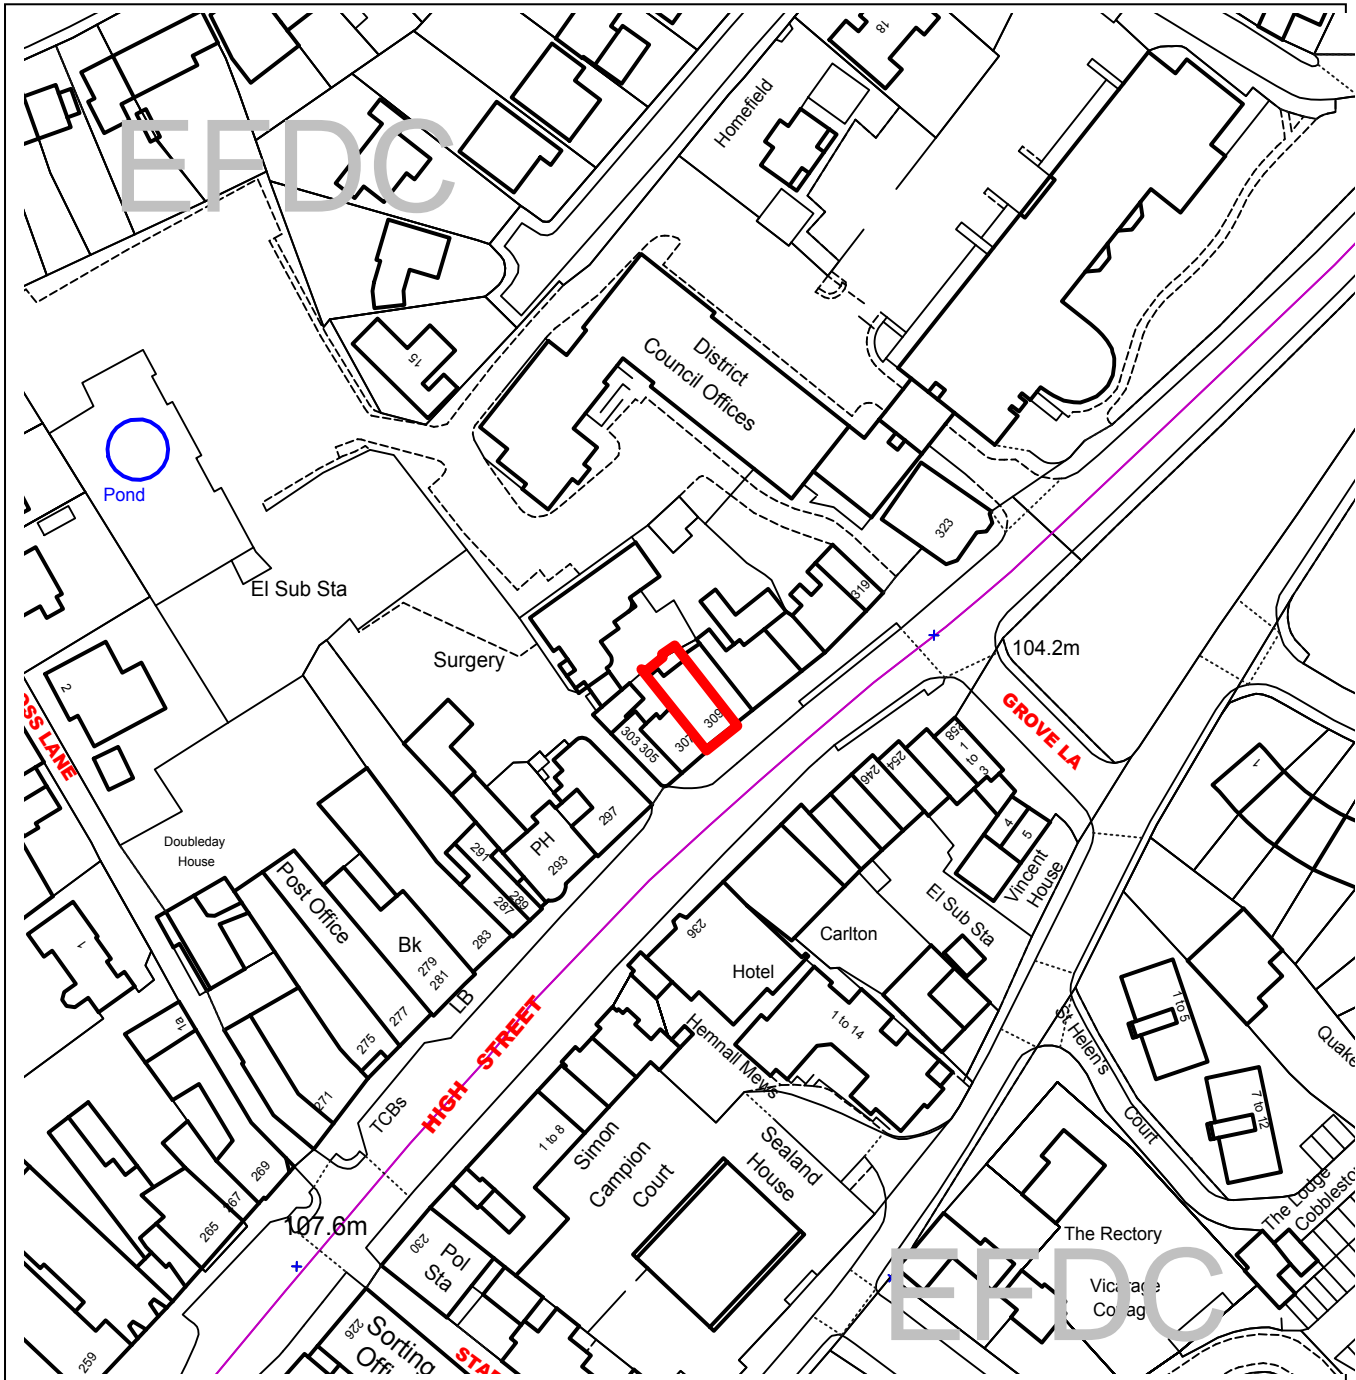 18
Homefield
EFDC
15
District
Council Offices
Pond
323
El Sub Sta
319
Surgery
104.2m
2
GROVE LA
309
307
303 305
258
1 to 3
254
246
297
4
5
Vincent
House
1
Doubleday
House
PH
293
291
289
287
Post Office
El Sub Sta
236
Carlton
Bk
283
279
281
Hotel
1
LB
277
275
1a
1 to 14
1 to 5
St Helen's
Court
HIGH STREET
Hemnall Mews
271
TCBs
7 to 12
1 to 8
Simon
Campion
Court
Sealand
House
269
267
265
The Lodge
107.6m
230
Pol
Sta
The Rectory
EFDC
Vicarage
226
Sorting
259